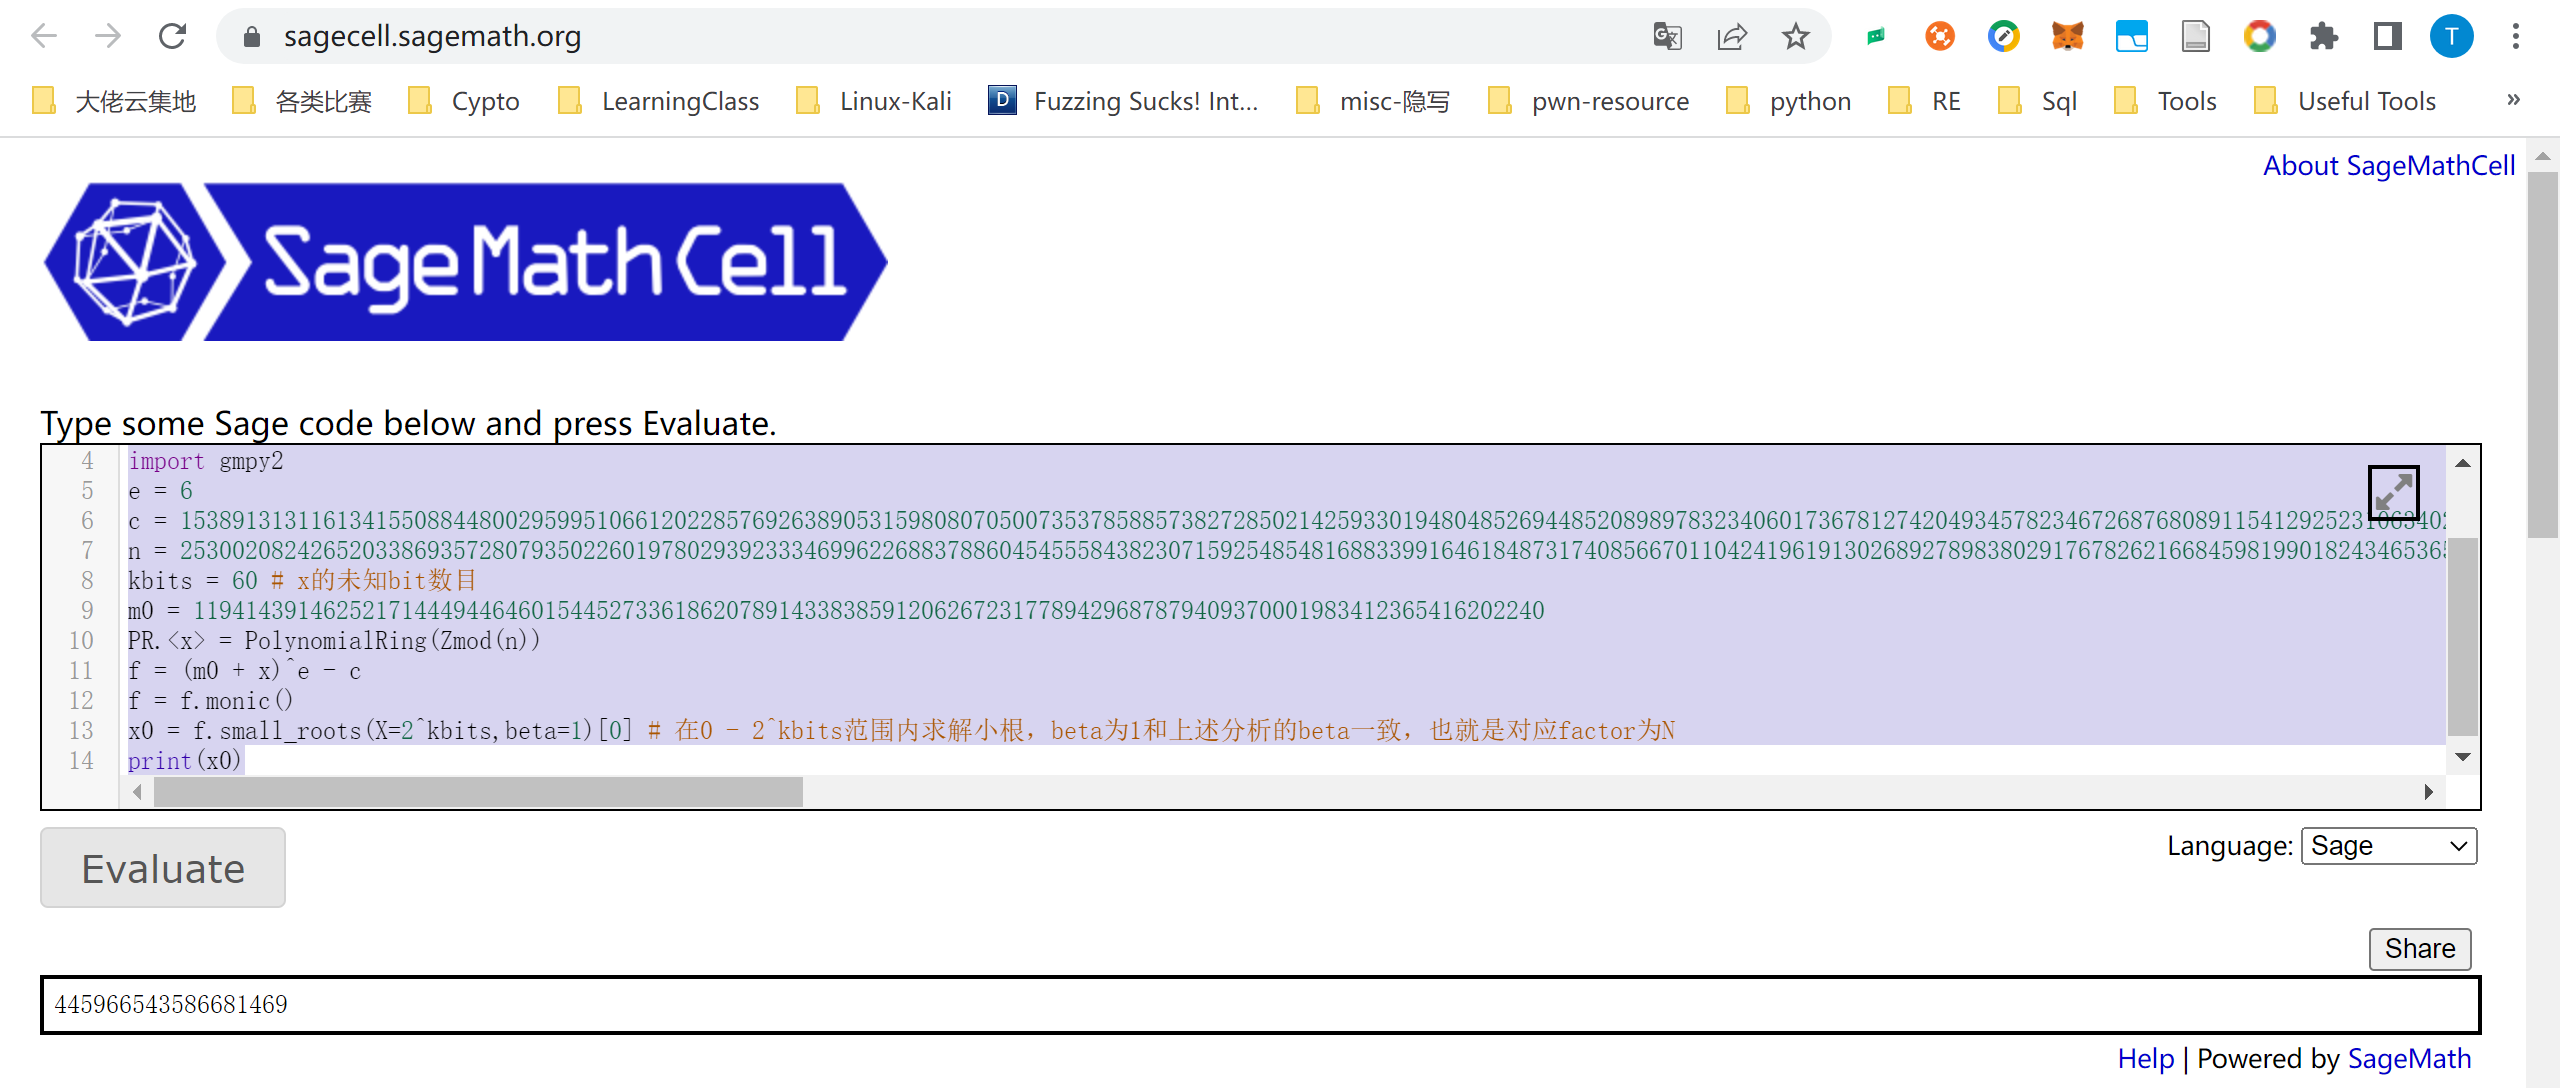 sagecell.sagemath.org
T
大佬云集地 各类比赛 Cypto LearningClass Linux-Kali D Fuzzing Sucks! Int... misc-隐写 pwn-resource python RE Sql Tools Useful Tools »
About SageMathCell
SageMathCell
Type some Sage code below and press Evaluate.
4 import gmpy2
5 e = 6
6 c = 
7 n = 
8 kbits = 60 # x的未知bit数目
9 m0 = 
10 PR.<x> = PolynomialRing(Zmod(n))
11 f = (m0 + x)^e - c
12 f = f.monic()
13 x0 = f.small_roots(X=2^kbits,beta=1)[0] # 在0 - 2^kbits范围内求解小根，beta为1和上述分析的beta一致，也就是对应factor为N
14 print(x0)
Evaluate
Language: Sage
Share
445966543586681469
Help | Powered by SageMath